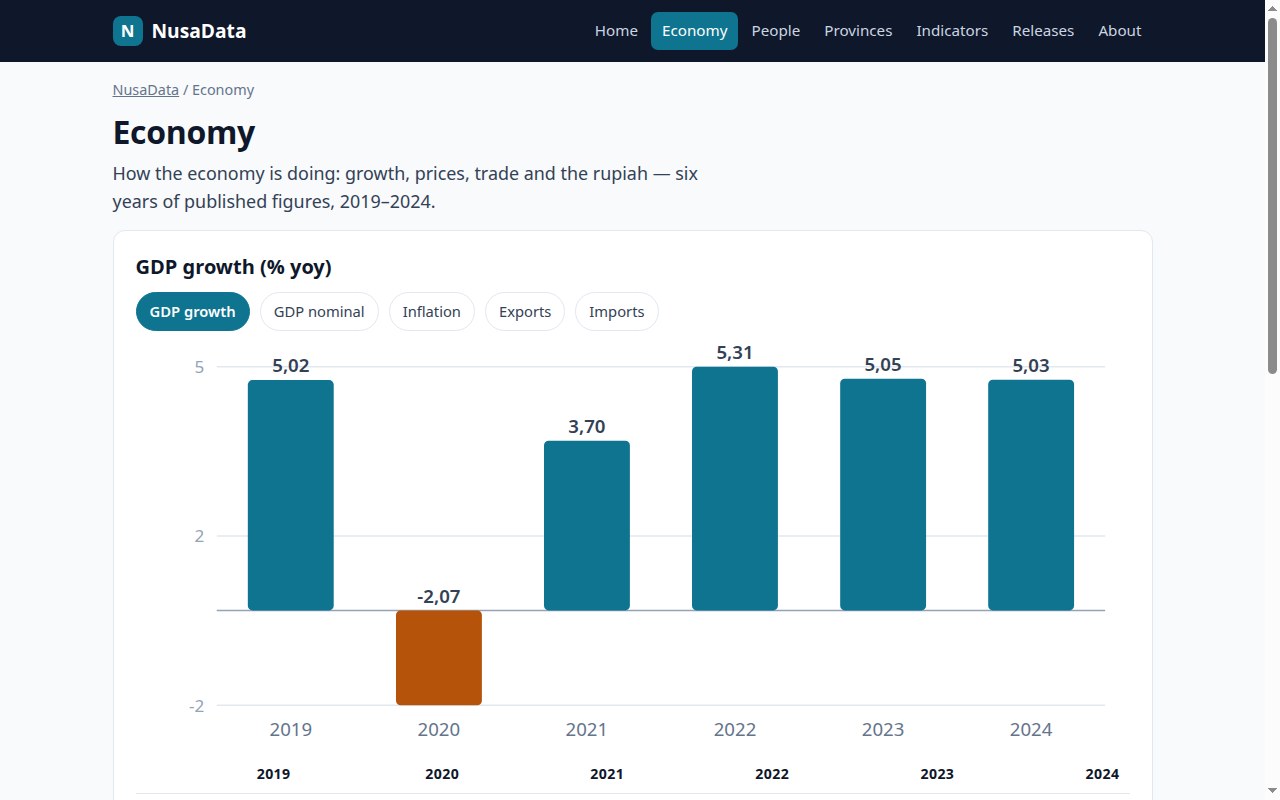 N NusaData Home Economy People Provinces Indicators Releases About
NusaData / Economy
Economy
How the economy is doing: growth, prices, trade and the rupiah — six
years of published figures, 2019–2024.
GDP growth (% yoy)
GDP growth GDP nominal Inflation Exports Imports
5,31
5 5,02 5,05 5,03
3,70
2
-2,07
-2
2019 2020 2021 2022 2023 2024
2019 2020 2021 2022 2023 2024